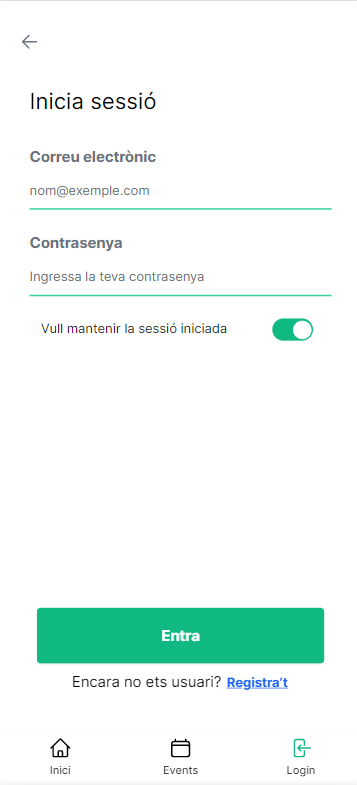 Inicia sessió
Correu electrònic
nom@exemple.com
Contrasenya
Ingressa la teva contrasenya
Vull mantenir la sessió iniciada
Entra
Encara no ets usuari? Registra't
Inici Events Login